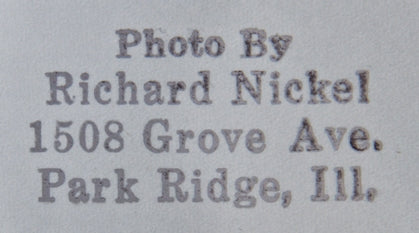 Photo By
Richard Nickel
1508 Grove Ave.
Park Ridge, Ill.